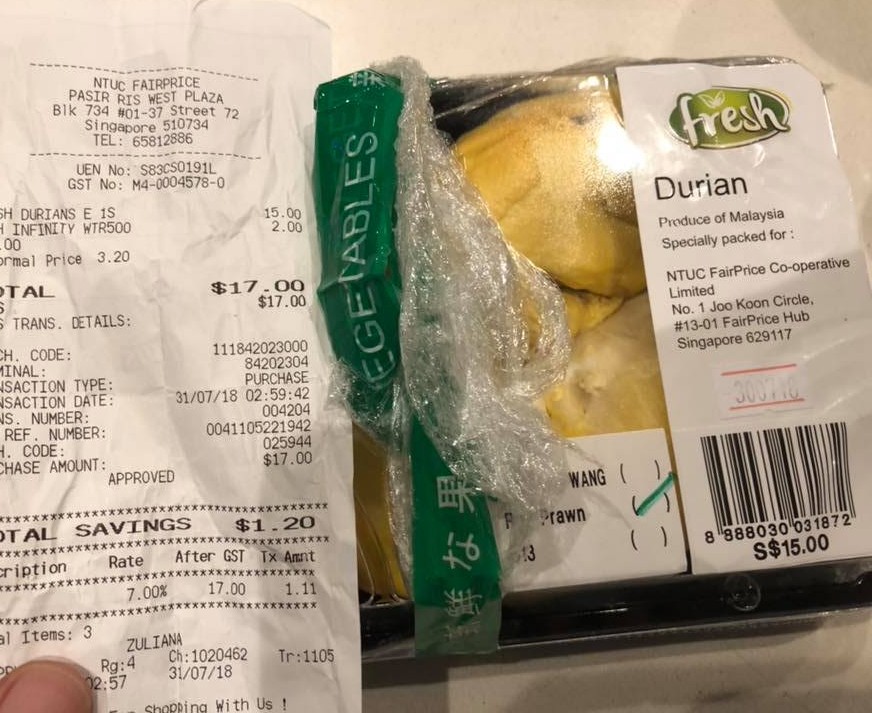 NTUC FAIRPRICE
PASIR RIS WEST PLAZA
Blk 734 #01-37 Street 72
Singapore 510734
TEL: 65812886
UEN No: S83CS0191L
GST No: M4-0004578-0
SH DURIANS E 1S 15.00
H INFINITY WTR500 2.00
.00
ormal Price 3.20
OTAL $17.00
S $17.00
S TRANS. DETAILS:
CH. CODE: 111842023000
MINAL: 84202304
NSACTION TYPE: PURCHASE
NSACTION DATE: 31/07/18 02:59:42
NS. NUMBER: 004204
REF. NUMBER: 0041105221942
H. CODE: 025944
CHASE AMOUNT: $17.00
APPROVED
OTAL SAVINGS $1.20
cription Rate After GST Tx Amnt
7.00% 17.00 1.11
al Items: 3
ZULIANA
Rg:4 Ch:1020462 Tr:1105
02:57 31/07/18
Shopping With Us !
VEGETABLES
鮮な果
fresh
Durian
Produce of Malaysia
Specially packed for :
NTUC FairPrice Co-operative
Limited
No. 1 Joo Koon Circle,
#13-01 FairPrice Hub
Singapore 629117
300718
8 888030 031872
S$15.00
WANG ( )
Prawn ( )
13 ( )